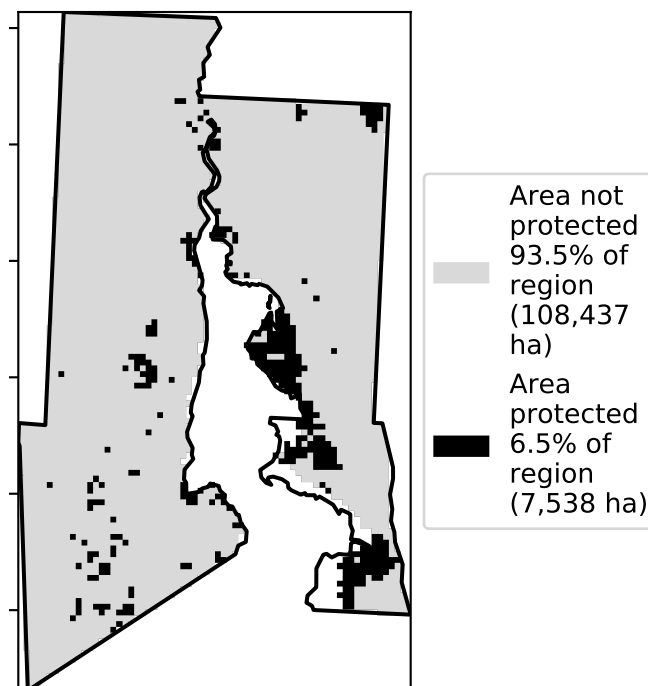 Area not
protected
93.5% of
region
(108,437
ha)
Area
protected
6.5% of
region
(7,538 ha)